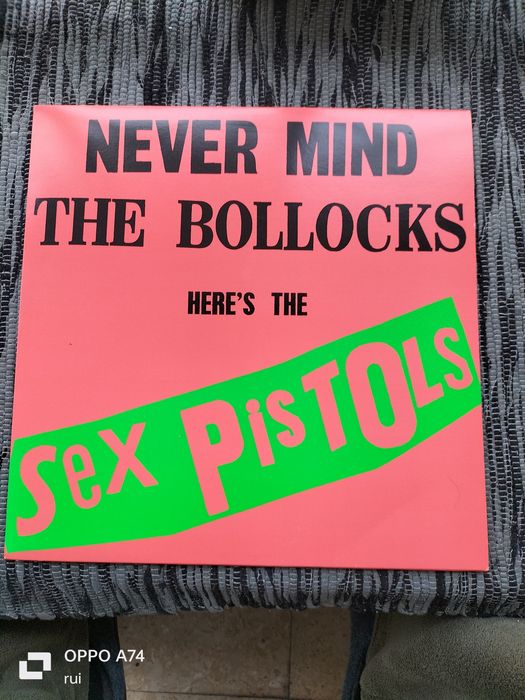 NEVER MIND
THE BOLLOCKS
HERE'S THE
Sex PisTOLs
OPPO A74
rui